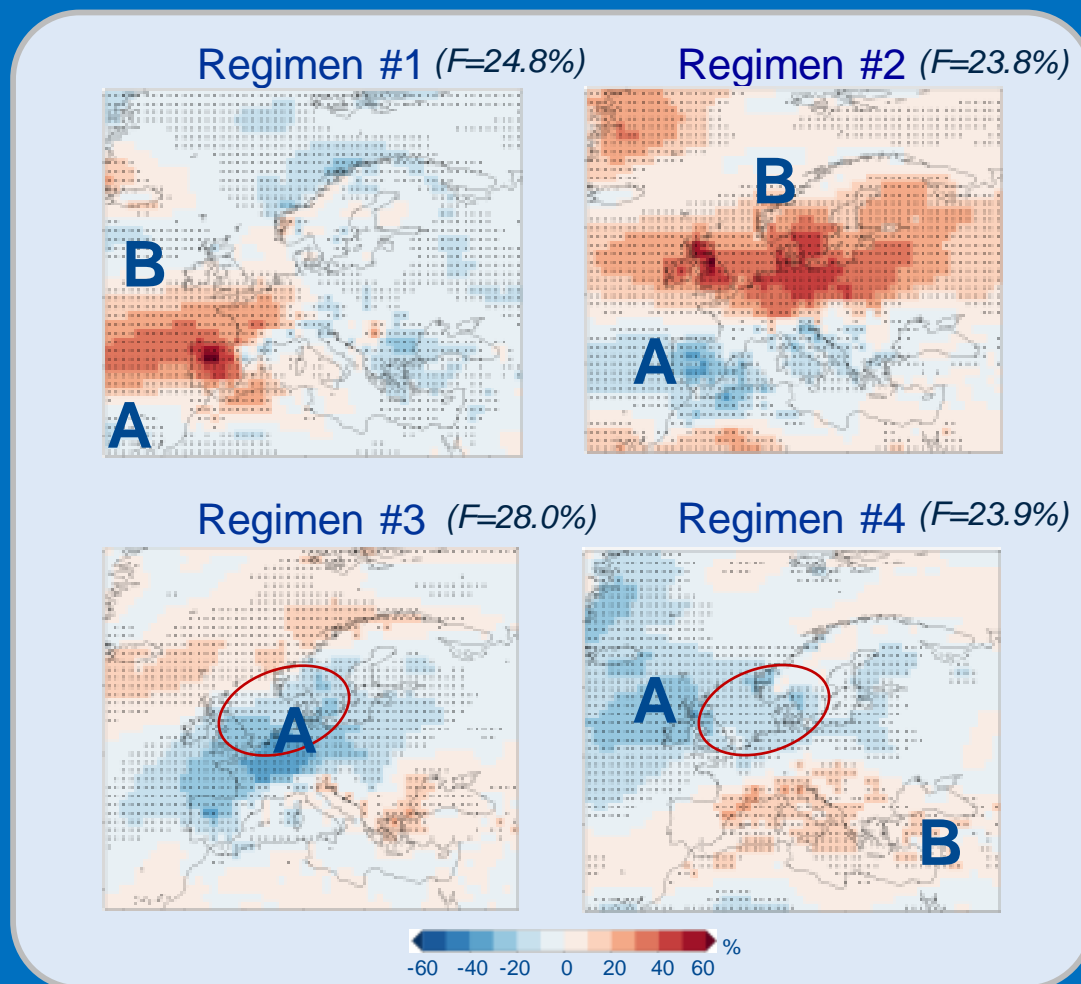 Regimen #1 (F=24.8%)
Regimen #2 (F=23.8%)
B
A
B
A
Regimen #3 (F=28.0%)
Regimen #4 (F=23.9%)
A
A
B
-60 -40 -20 0 20 40 60 %